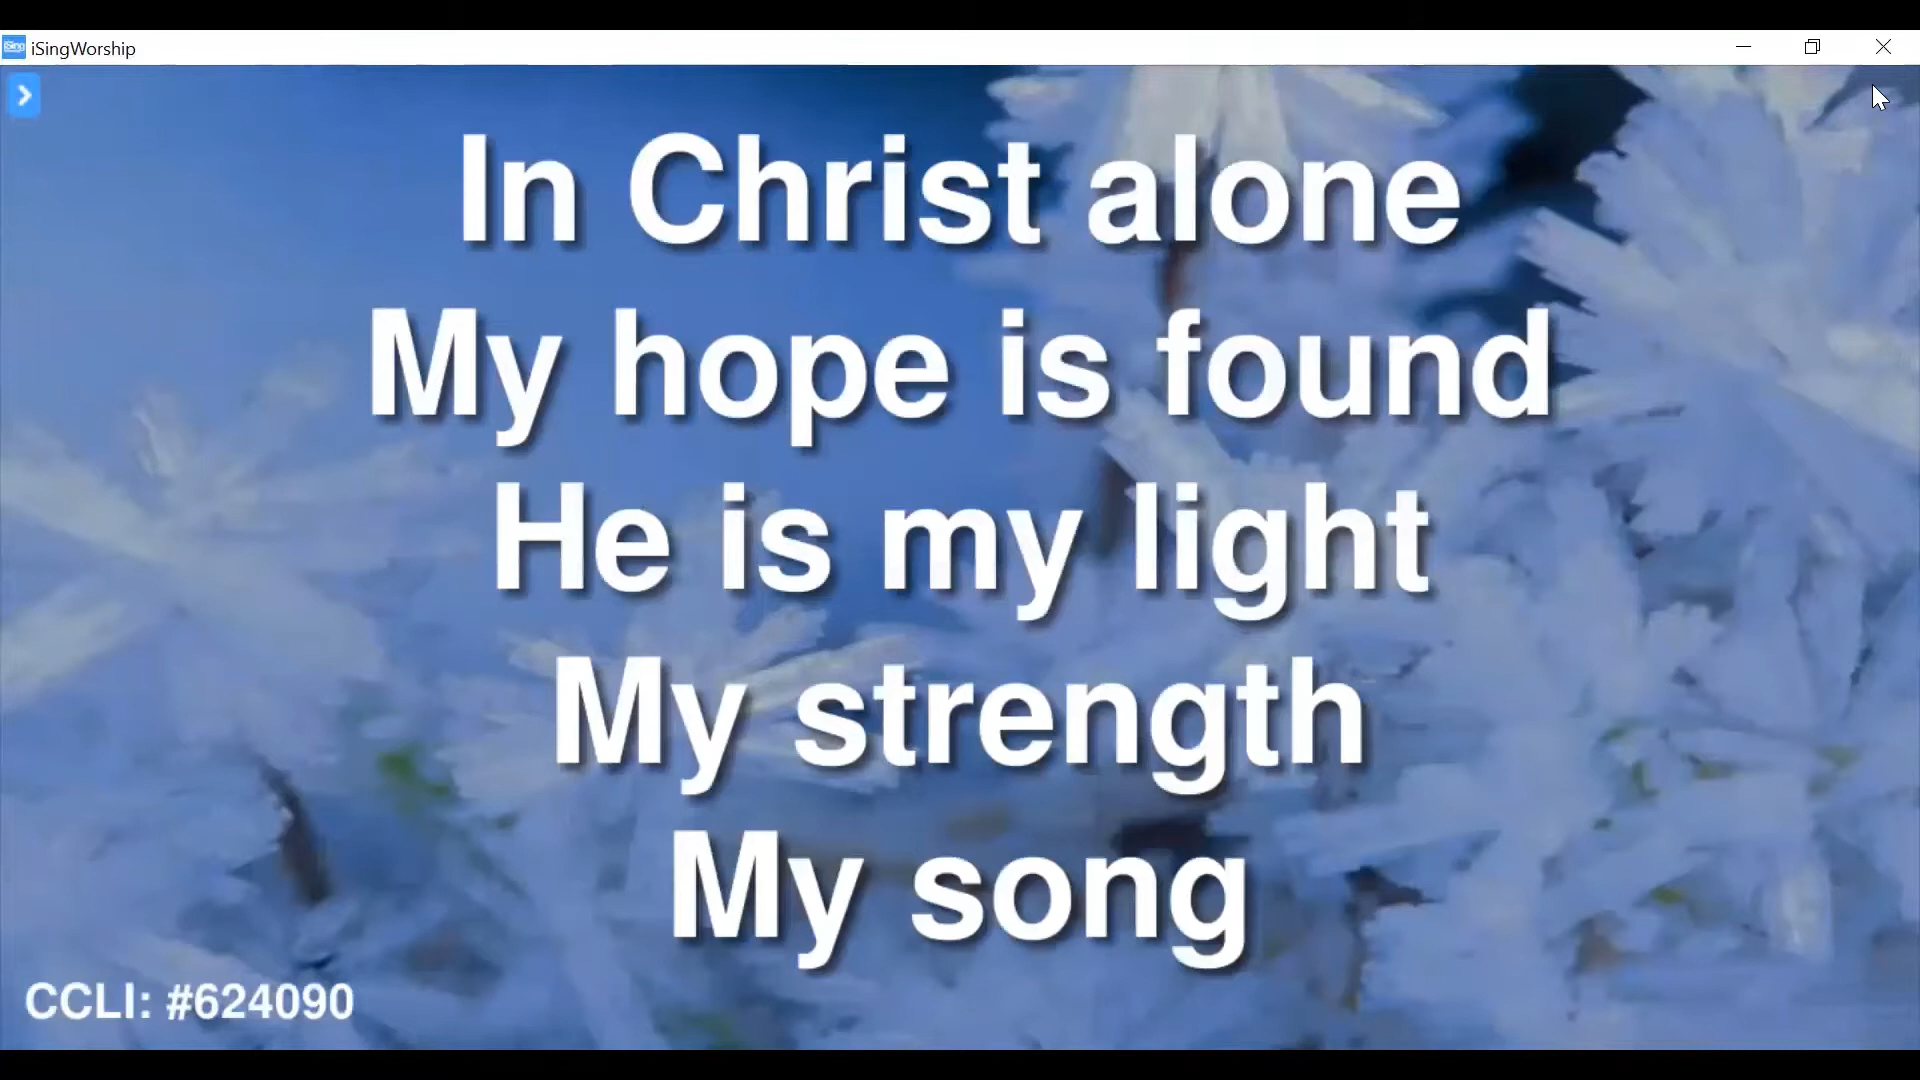 iSingWorship
In Christ alone
My hope is found
He is my light
My strength
My song
CCLI: #624090